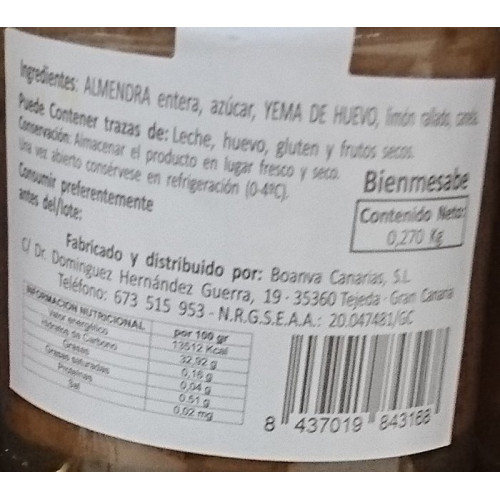 Ingredientes: ALMENDRA entera, azúcar, YEMA DE HUEVO, limón rallado, canela.
Puede Contener trazas de: Leche, huevo, gluten y frutos secos.
Conservación: Almacenar el producto en lugar fresco y seco.
Una vez abierto consérvese en refrigeración (0-4ºC).
Consumir preferentemente
antes del/lote:
Bienmesabe
Contenido Neto:
0,270 Kg
Fabricado y distribuido por: Boanva Canarias, S.L
C/ Dr. Domínguez Hernández Guerra, 19 - 35360 Tejeda - Gran Canaria
Teléfono: 673 515 953 - N.R.G.S.E.A.A.: 20.047481/GC
INFORMACIÓN NUTRICIONAL por 100 gr
Valor energético 13512 Kcal
Hidratos de Carbono 32,92 g
Grasas 0,16 g
Grasas saturadas 0,04 g
Proteínas 0,51 g
Sal 0,02 mg
8 437019 843168